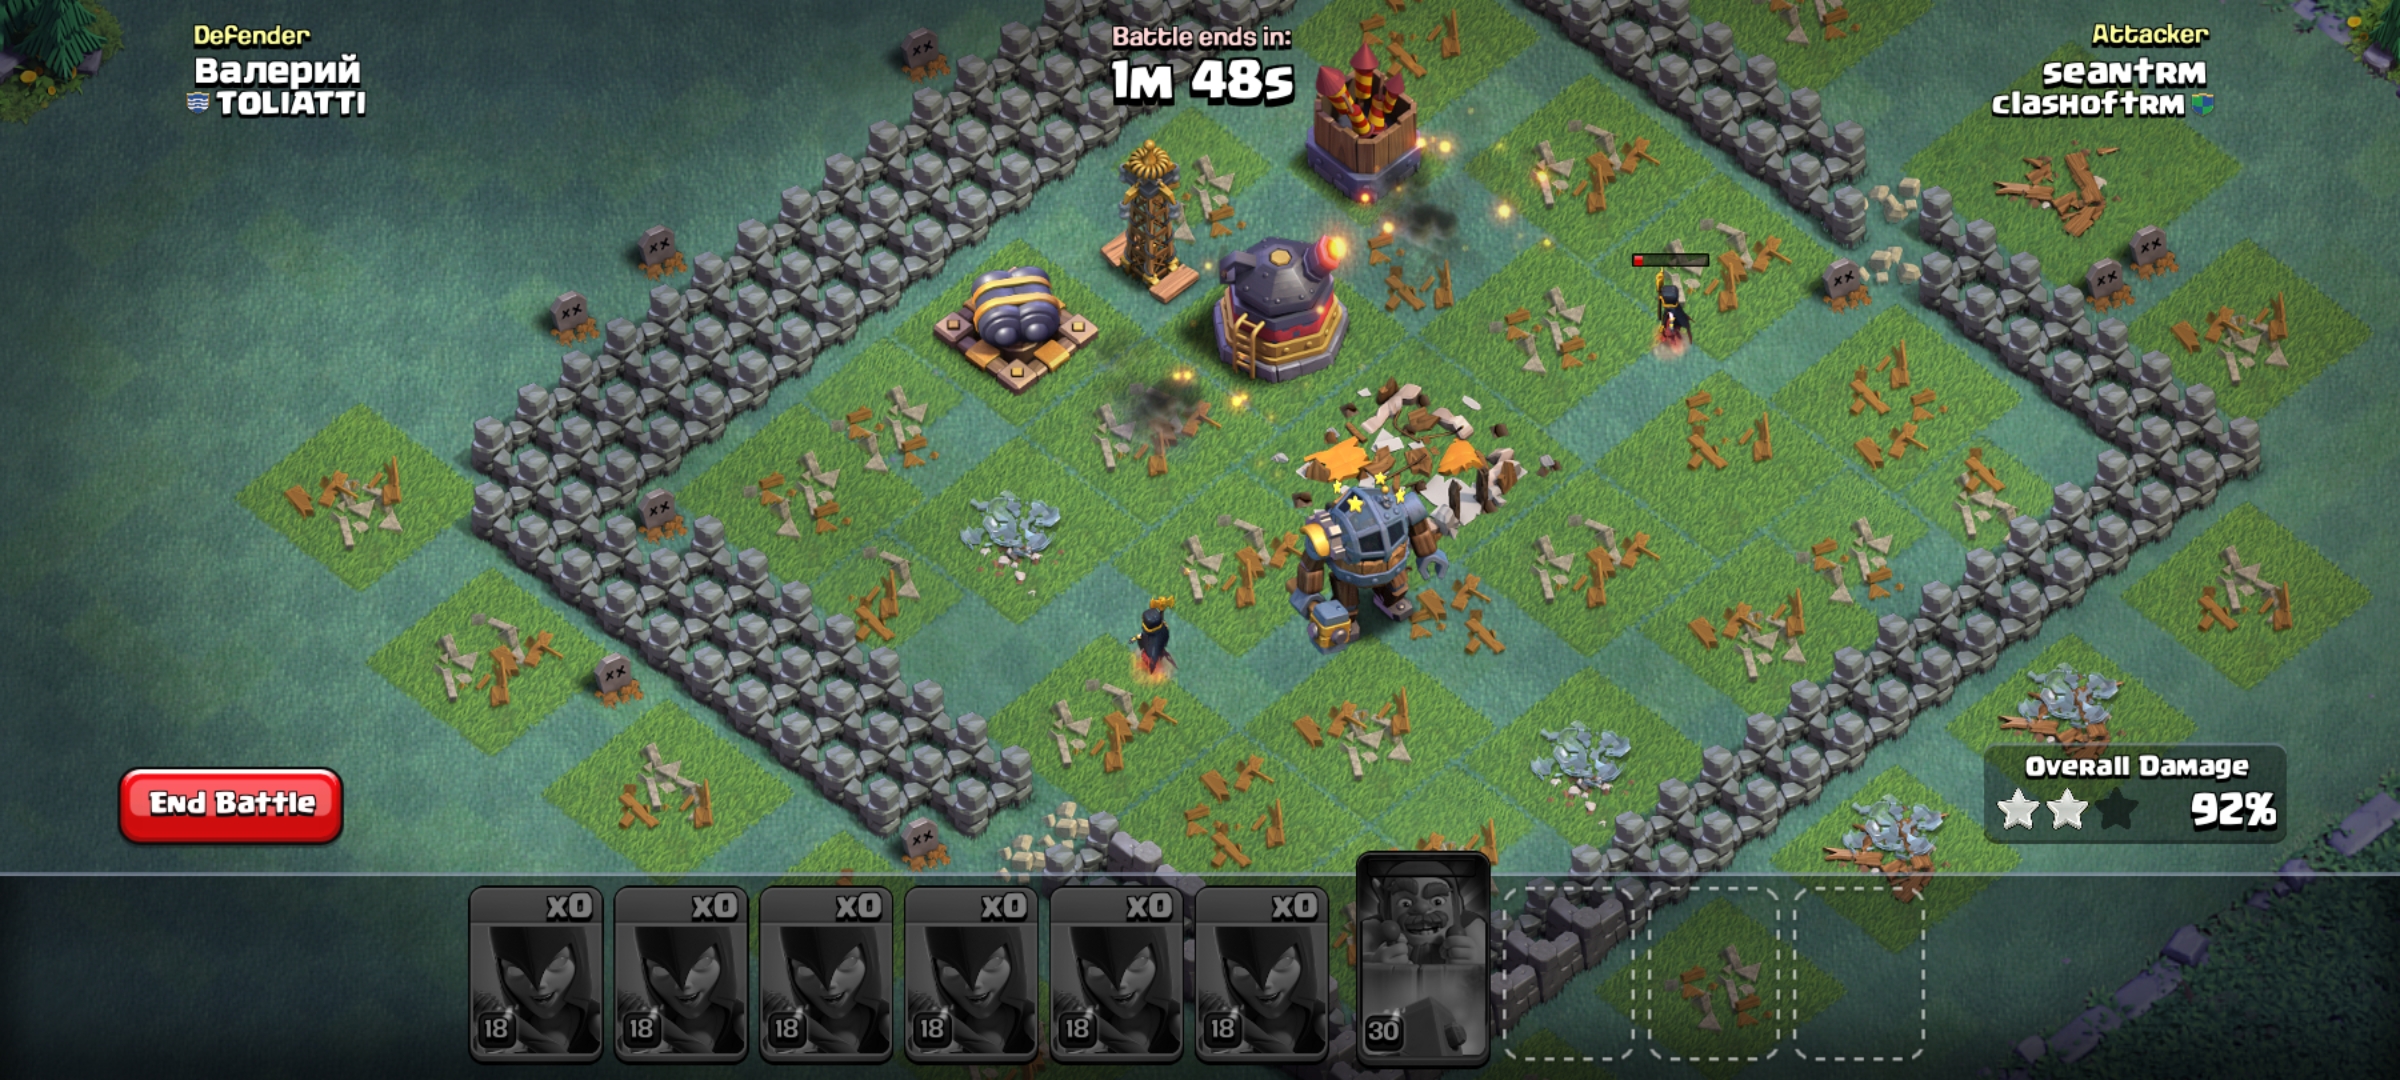 Defender
Валерий
TOLIATTI
Battle ends in:
1M 48S
Attacker
seantRM
clashoftRM
End Battle
Overall Damage
92%
x0
x0
x0
x0
x0
x0
18
18
18
18
18
18
30